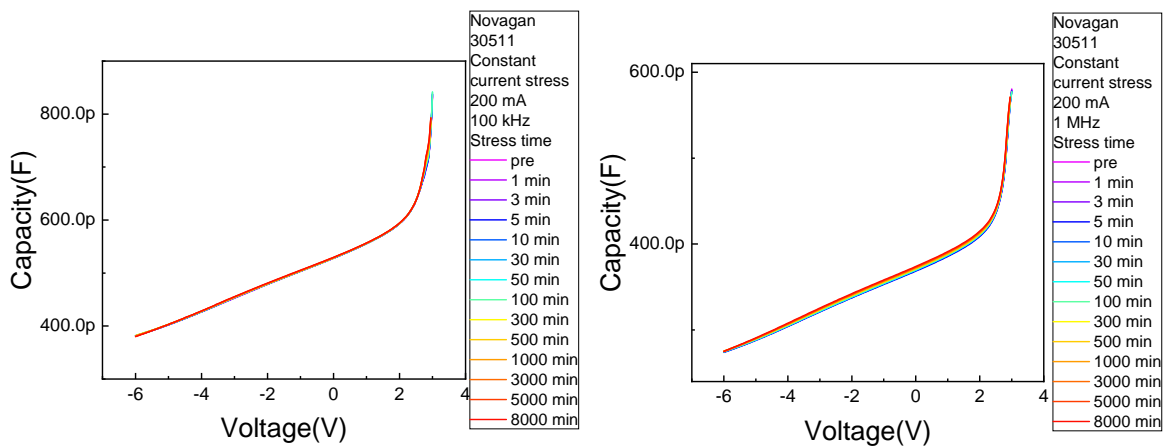 Novagan
30511
Constant
current stress
200 mA
100 kHz
Stress time
pre
1 min
3 min
5 min
10 min
30 min
50 min
100 min
300 min
500 min
1000 min
3000 min
5000 min
8000 min
800.0p
600.0p
400.0p
Capacity(F)
-6 -4 -2 0 2 4
Voltage(V)
Novagan
30511
Constant
current stress
200 mA
1 MHz
Stress time
pre
1 min
3 min
5 min
10 min
30 min
50 min
100 min
300 min
500 min
1000 min
3000 min
5000 min
8000 min
600.0p
400.0p
Capacity(F)
-6 -4 -2 0 2 4
Voltage(V)